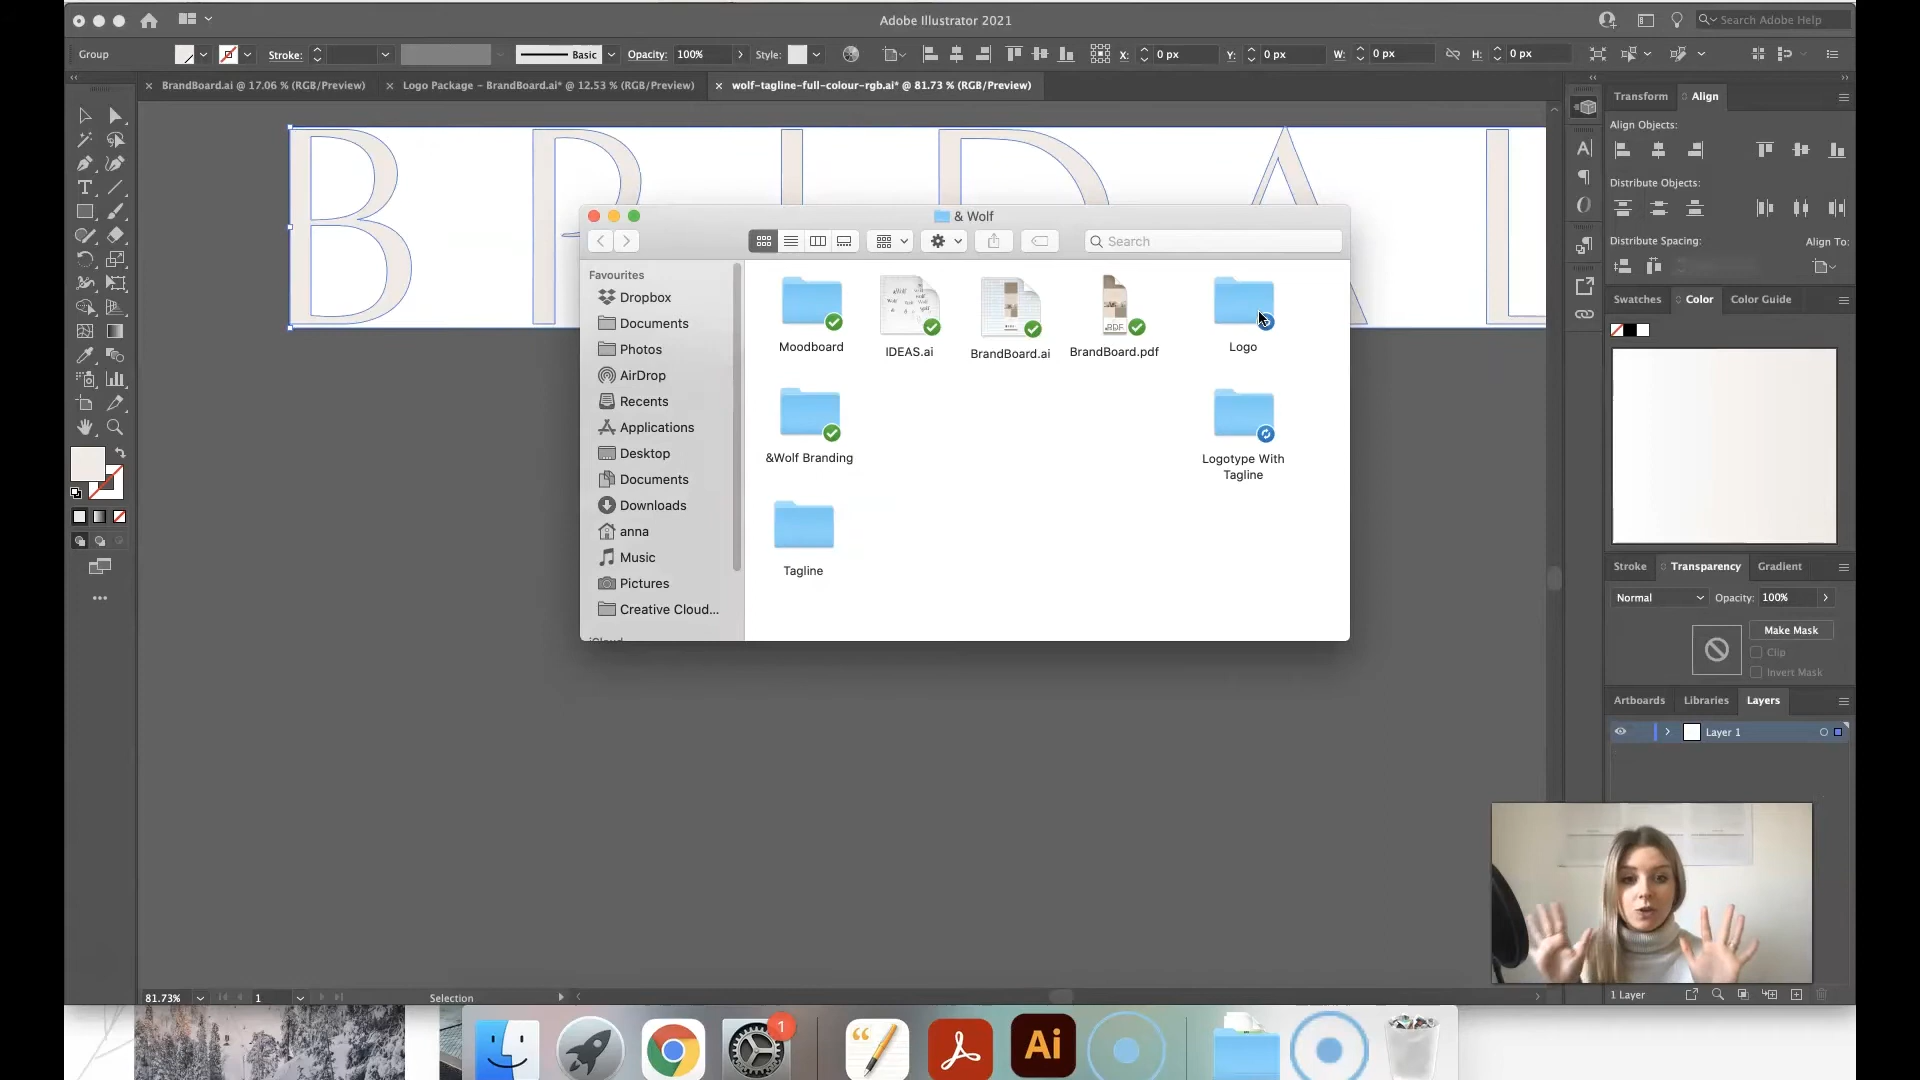 Adobe Illustrator 2021
Search Adobe Help
Group
Stroke:
Basic
Opacity: 100%
Style:
X: 0 px
Y: 0 px
W: 0 px
H: 0 px
BrandBoard.ai @ 17.06 % (RGB/Preview)
Logo Package - BrandBoard.ai* @ 12.53 % (RGB/Preview)
wolf-tagline-full-colour-rgb.ai* @ 81.73 % (RGB/Preview)
Transform
Align
Align Objects:
Distribute Objects:
Distribute Spacing:
Align To:
Swatches
Color
Color Guide
Stroke
Transparency
Gradient
Normal
Opacity: 100%
Make Mask
Clip
Invert Mask
Artboards
Libraries
Layers
Layer 1
1 Layer
BRIDAL
& Wolf
Search
Favourites
Dropbox
Documents
Photos
AirDrop
Recents
Applications
Desktop
Documents
Downloads
anna
Music
Pictures
Creative Cloud...
iCloud
Moodboard
IDEAS.ai
BrandBoard.ai
PDF
BrandBoard.pdf
Logo
&Wolf Branding
Logotype With
Tagline
Tagline
81.73%
1
Selection
1
Ai